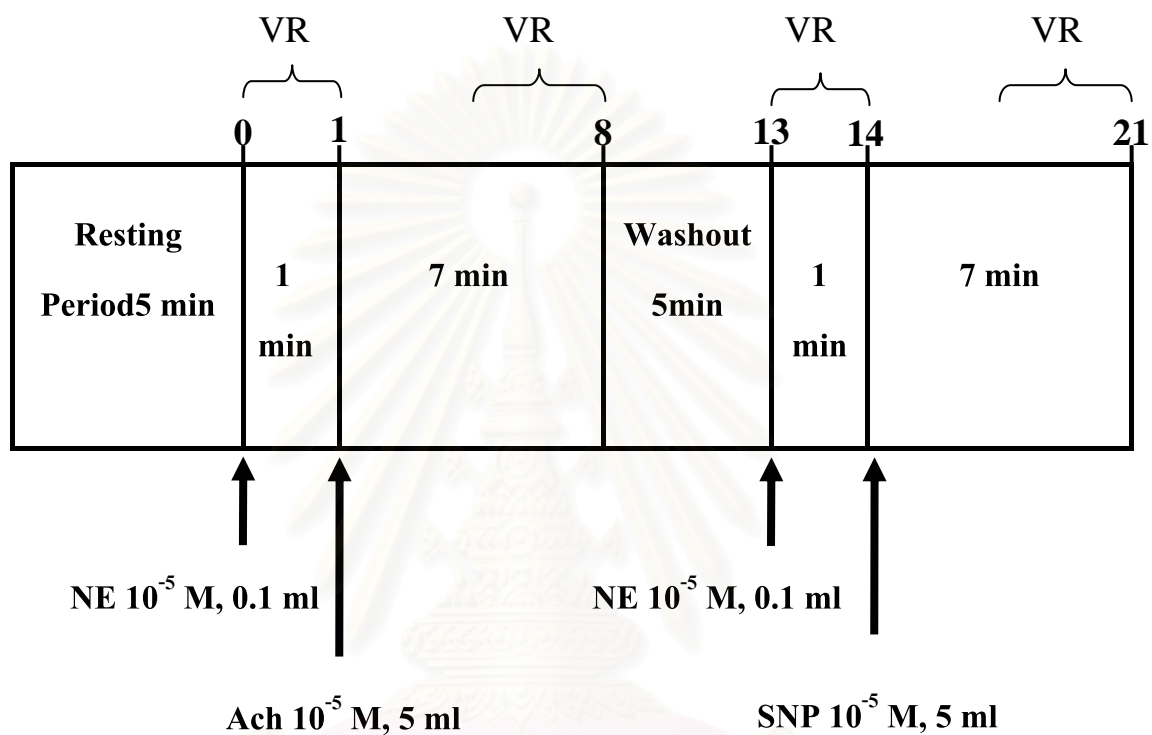 VR VR VR VR
0 1 8 13 14 21
Resting
Period5 min
1
min
7 min
Washout
5min
1
min
7 min
NE 10⁻⁵ M, 0.1 ml
NE 10⁻⁵ M, 0.1 ml
Ach 10⁻⁵ M, 5 ml
SNP 10⁻⁵ M, 5 ml